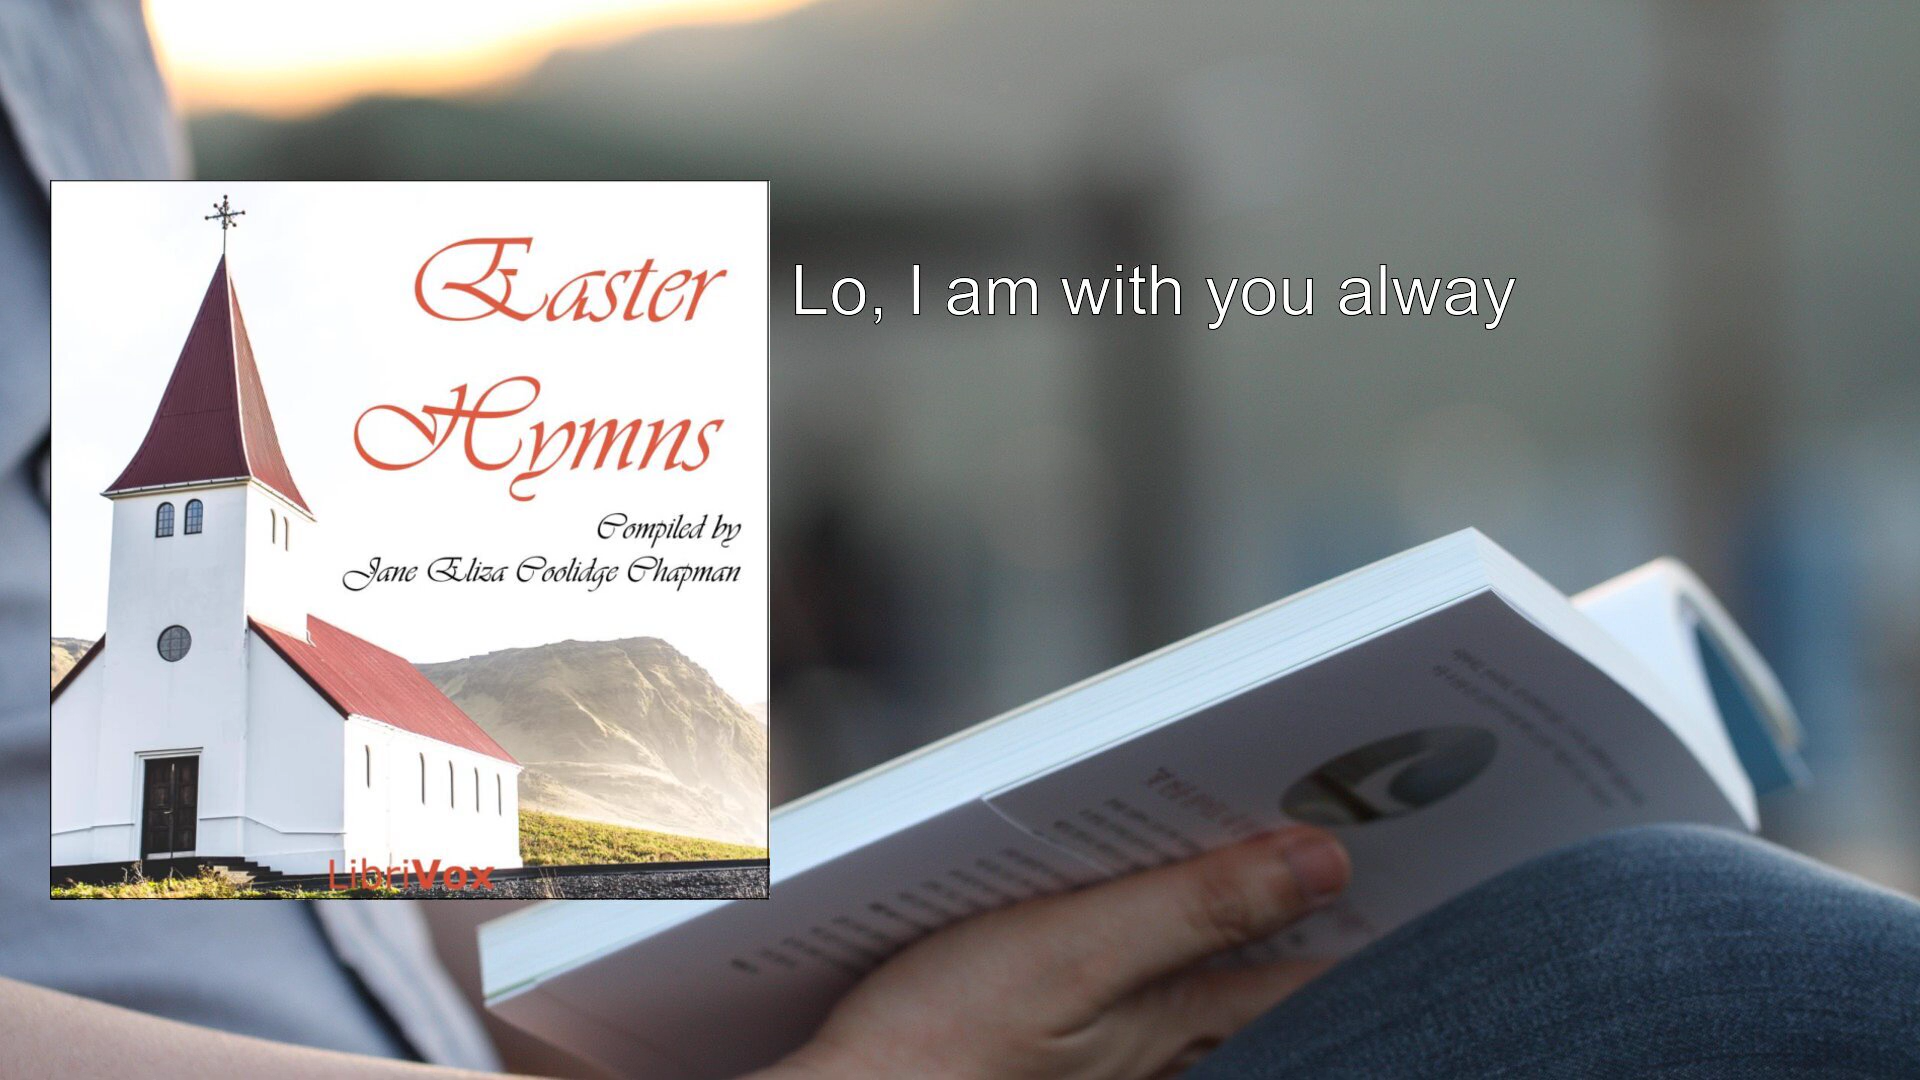 Easter
Hymns
Compiled by
Jane Eliza Coolidge Chapman
LibriVox
Lo, I am with you alway